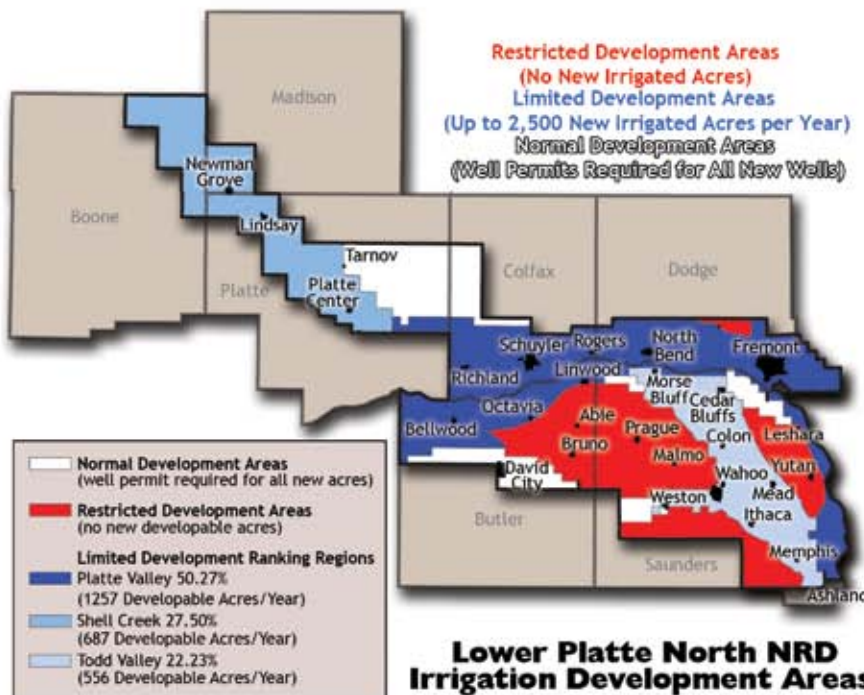 Restricted Development Areas
(No New Irrigated Acres)
Limited Development Areas
(Up to 2,500 New Irrigated Acres per Year)
Normal Development Areas
(Well Permits Required for All New Wells)
Madison
Newman
Grove
Boone
Lindsay
Tarnov
Colfax
Dodge
Platte
Platte
Center
Schuyler
Rogers
North
Bend
Fremont
Richland
Linwood
Morse
Bluff
Cedar
Bluffs
Octavia
Bellwood
Able
Prague
Colon
Leshara
Bruno
Malmo
Wahoo
Yutan
David
City
Mead
Weston
Ithaca
Butler
Saunders
Memphis
Ashland
Normal Development Areas
(well permit required for all new acres)
Restricted Development Areas
(no new developable acres)
Limited Development Ranking Regions
Platte Valley 50.27%
(1257 Developable Acres/Year)
Shell Creek 27.50%
(687 Developable Acres/Year)
Todd Valley 22.23%
(556 Developable Acres/Year)
Lower Platte North NRD
Irrigation Development Areas